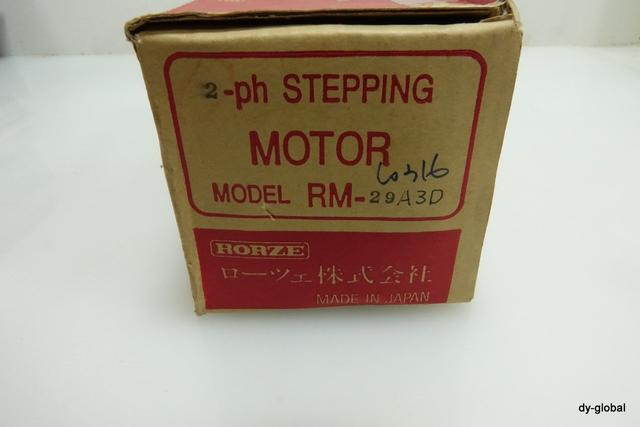 2-ph STEPPING
MOTOR
MODEL RM-29A3D
RORZE
ローツェ株式会社
MADE IN JAPAN
dy-global